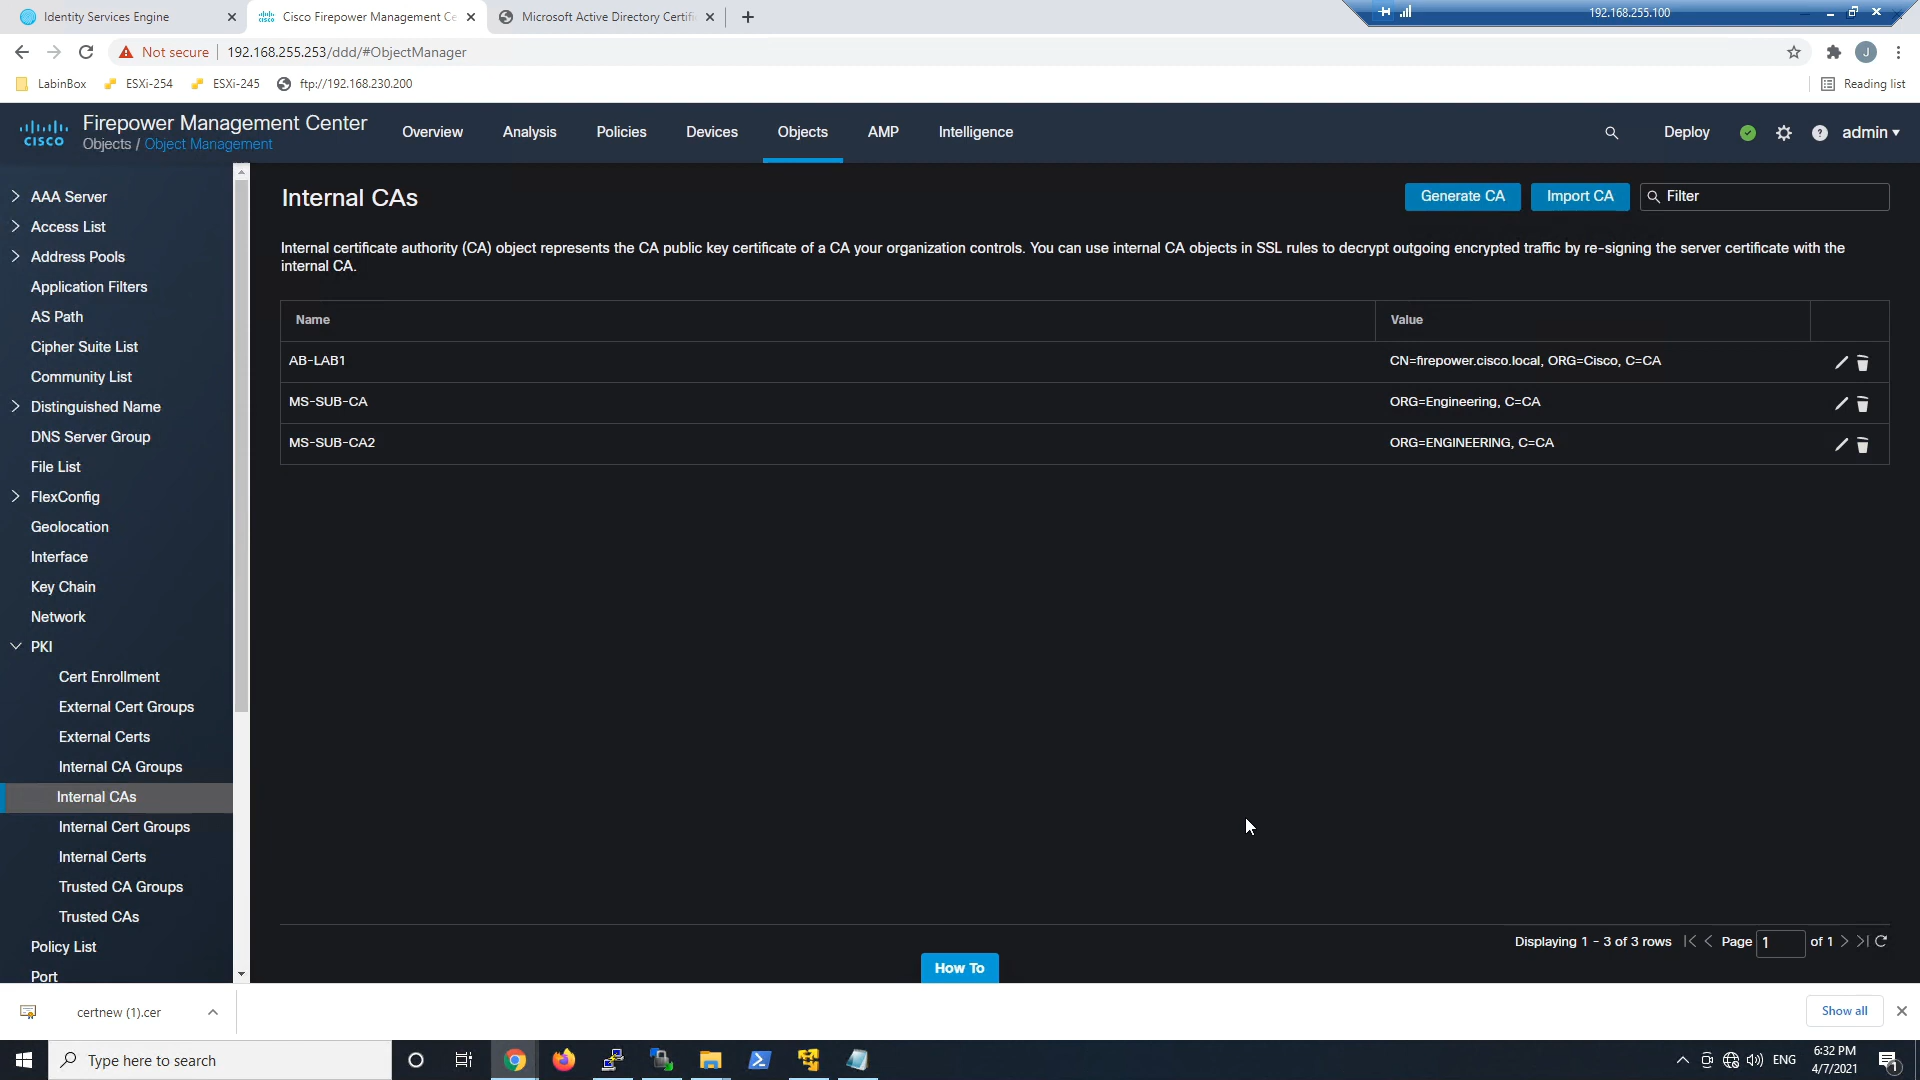 Identity Services Engine
Cisco Firepower Management Ce
Microsoft Active Directory Certifi
192.168.255.100
Not secure
192.168.255.253/ddd/#ObjectManager
J
LabinBox
ESXi-254
ESXi-245
ftp://192.168.230.200
Reading list
CISCO
Firepower Management Center
Objects / Object Management
Overview
Analysis
Policies
Devices
Objects
AMP
Intelligence
Deploy
admin
AAA Server
Access List
Address Pools
Application Filters
AS Path
Cipher Suite List
Community List
Distinguished Name
DNS Server Group
File List
FlexConfig
Geolocation
Interface
Key Chain
Network
PKI
Cert Enrollment
External Cert Groups
External Certs
Internal CA Groups
Internal CAs
Internal Cert Groups
Internal Certs
Trusted CA Groups
Trusted CAs
Policy List
Port
Internal CAs
Generate CA
Import CA
Filter
Internal certificate authority (CA) object represents the CA public key certificate of a CA your organization controls. You can use internal CA objects in SSL rules to decrypt outgoing encrypted traffic by re-signing the server certificate with the
internal CA.
Name
Value
AB-LAB1
CN=firepower.cisco.local, ORG=Cisco, C=CA
MS-SUB-CA
ORG=Engineering, C=CA
MS-SUB-CA2
ORG=ENGINEERING, C=CA
Displaying 1 - 3 of 3 rows
Page 1 of 1
How To
certnew (1).cer
Show all
Type here to search
ENG
6:32 PM
4/7/2021
1